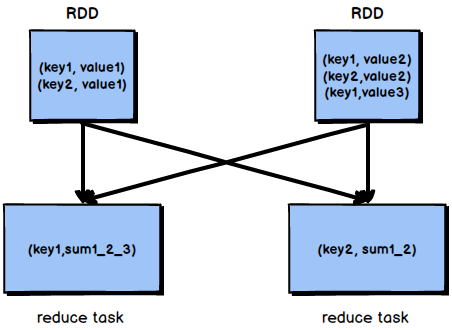 RDD
RDD
(key1, value1)
(key2, value1)
(key1, value2)
(key2,value2)
(key1,value3)
(key1,sum1_2_3)
(key2, sum1_2)
reduce task
reduce task